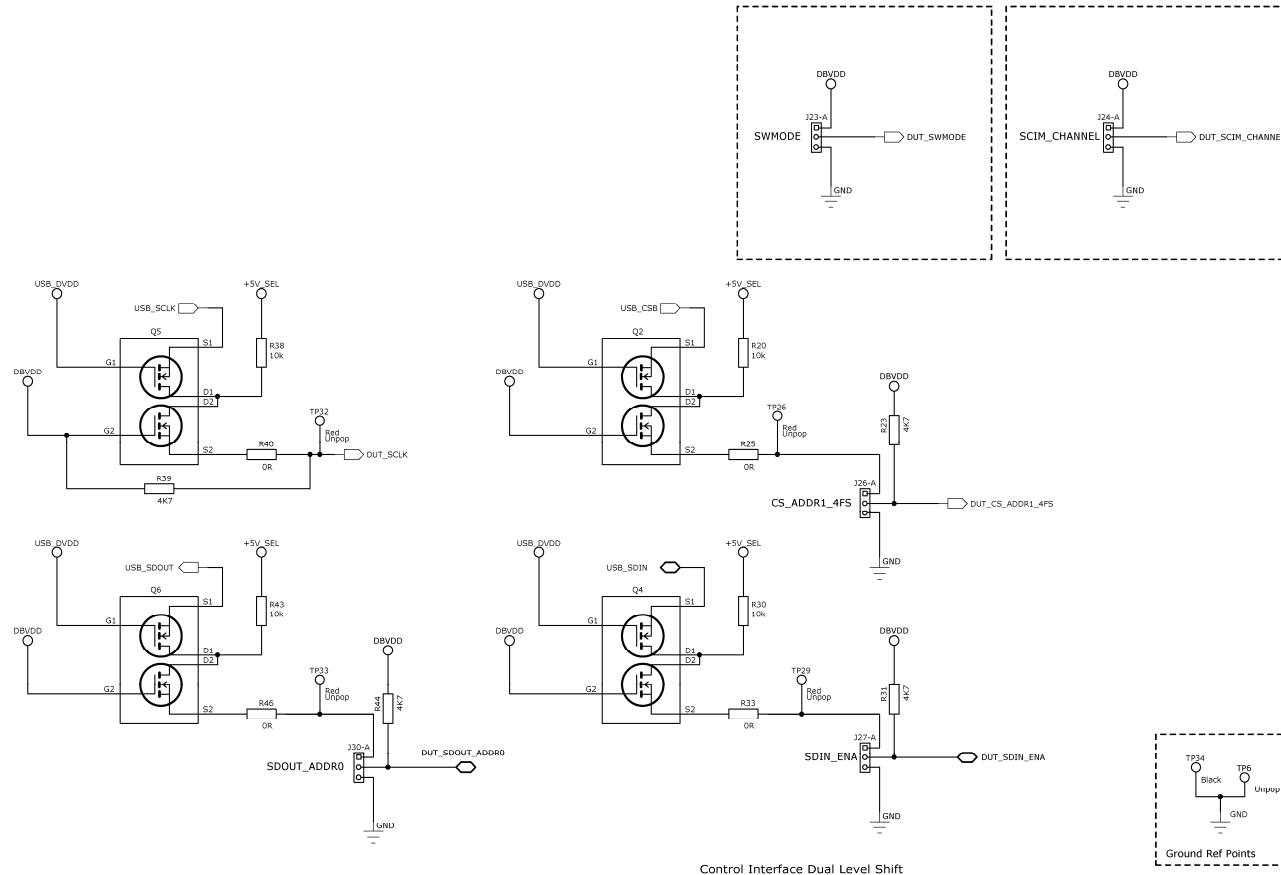 DBVDD
J23-A
SWMODE
DUT_SWMODE
GND
DBVDD
J24-A
SCIM_CHANNEL
DUT_SCIM_CHANNE
GND
USB_DVDD
+5V_SEL
USB_SCLK
Q5
S1
R38
10k
G1
DBVDD
D1
D2
TP32
Red
Unpop
G2
R40
S2
0R
DUT_SCLK
R39
4K7
USB_DVDD
+5V_SEL
USB_CSB
Q2
S1
R20
10k
G1
DBVDD
DBVDD
D1
D2
TP26
Red
Unpop
R23
4K7
G2
R25
S2
0R
J26-A
CS_ADDR1_4FS
DUT_CS_ADDR1_4FS
GND
USB_DVDD
+5V_SEL
USB_SDOUT
Q6
S1
R43
10k
G1
DBVDD
DBVDD
D1
D2
TP33
Red
Unpop
R44
4K7
G2
R46
S2
0R
J30-A
DUT_SDOUT_ADDR0
SDOUT_ADDR0
GND
USB_DVDD
+5V_SEL
USB_SDIN
Q4
S1
R30
10k
G1
DBVDD
DBVDD
D1
D2
TP29
Red
Unpop
R31
4K7
G2
R33
S2
0R
J27-A
SDIN_ENA
DUT_SDIN_ENA
GND
TP34
Black
TP6
Unpop
GND
Ground Ref Points
Control Interface Dual Level Shift